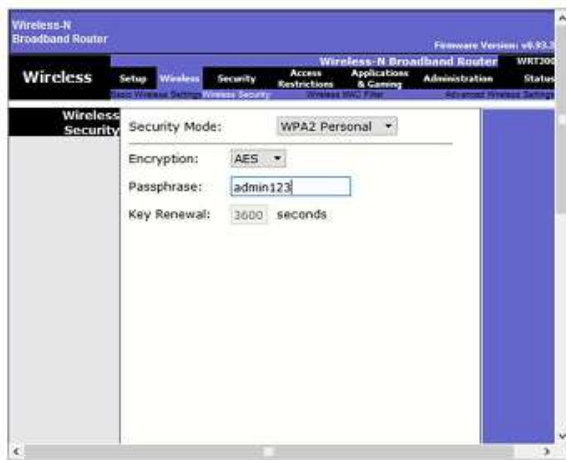 Wireless-N
Broadband Router
Firmware Version: v0.93.3
Wireless-N Broadband Router WRT300
Wireless
Setup Wireless Security Access Restrictions Applications & Gaming Administration Status
Basic Wireless Settings Wireless Security Wireless MAC Filter Advanced Wireless Settings
Wireless Security
Security Mode: WPA2 Personal
Encryption: AES
Passphrase: admin123
Key Renewal: 3600 seconds